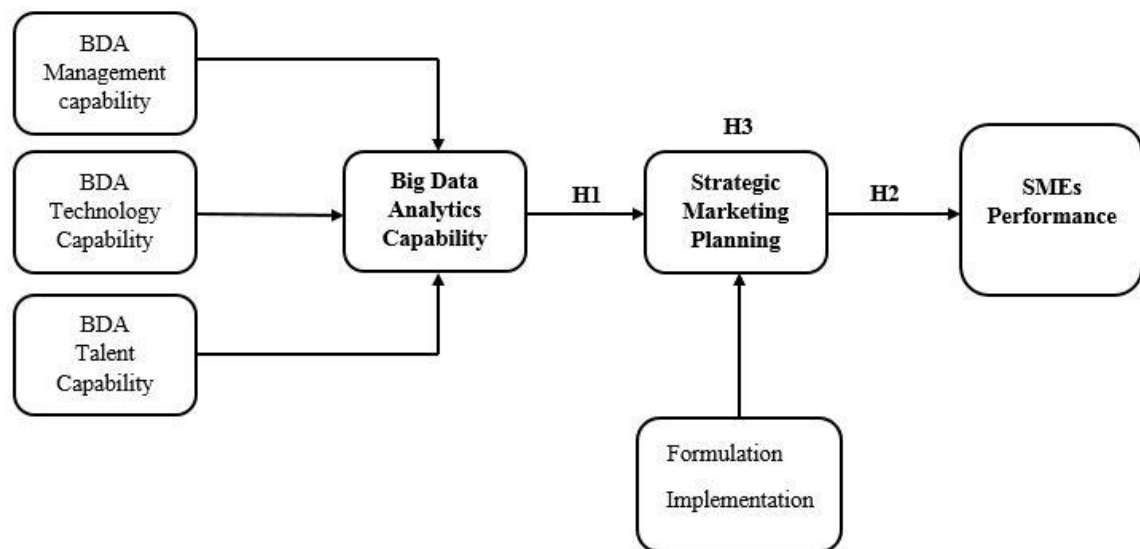 BDA
Management
capability
BDA
Technology
Capability
BDA
Talent
Capability
Big Data
Analytics
Capability
H1
H3
Strategic
Marketing
Planning
H2
SMEs
Performance
Formulation
Implementation